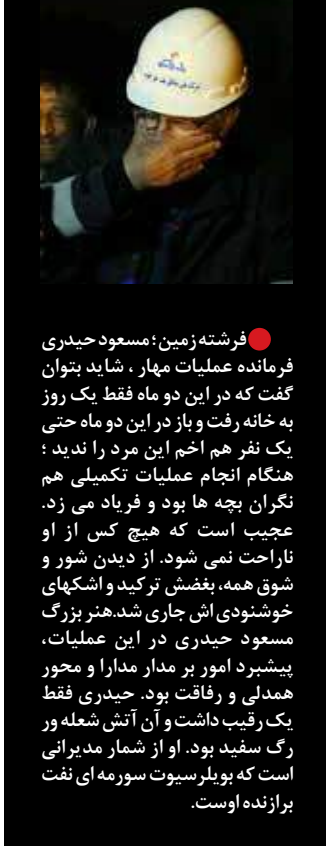 فرشته زمین؛ مسعود حیدری
فرمانده عملیات مهار ، شاید بتوان
گفت که در این دو ماه فقط یک روز
به خانه رفت و باز در این دو ماه حتی
یک نفر هم اخم این مرد را ندید ؛
هنگام انجام عملیات تکمیلی هم
نگران بچه ها بود و فریاد می زد.
عجیب است که هیچ کس از او
ناراحت نمی شود. از دیدن شور و
شوق همه، بغضش ترکید و اشکهای
خوشنودی اش جاری شد.هنر بزرگ
مسعود حیدری در این عملیات،
پیشبرد امور بر مدار مدارا و محور
همدلی و رفاقت بود. حیدری فقط
یک رقیب داشت و آن آتش شعله ور
رگ سفید بود. او از شمار مدیرانی
است که بویلرسیوت سورمه ای نفت
برازنده اوست.